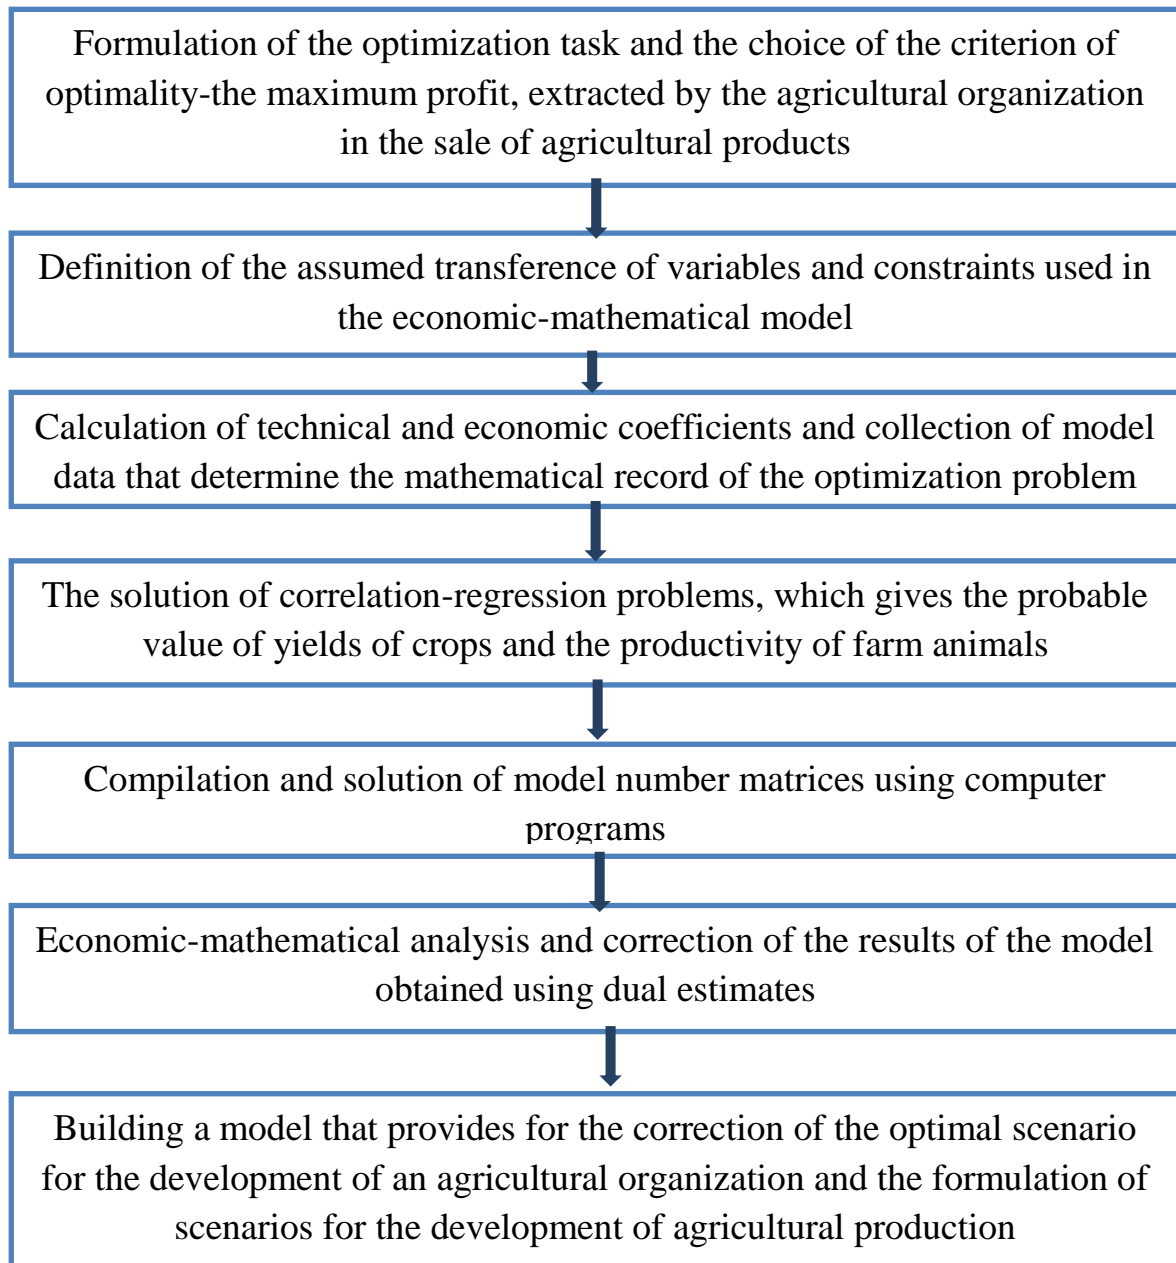 Formulation of the optimization task and the choice of the criterion of
optimality-the maximum profit, extracted by the agricultural organization
in the sale of agricultural products
Definition of the assumed transference of variables and constraints used in
the economic-mathematical model
Calculation of technical and economic coefficients and collection of model
data that determine the mathematical record of the optimization problem
The solution of correlation-regression problems, which gives the probable
value of yields of crops and the productivity of farm animals
Compilation and solution of model number matrices using computer
programs
Economic-mathematical analysis and correction of the results of the model
obtained using dual estimates
Building a model that provides for the correction of the optimal scenario
for the development of an agricultural organization and the formulation of
scenarios for the development of agricultural production